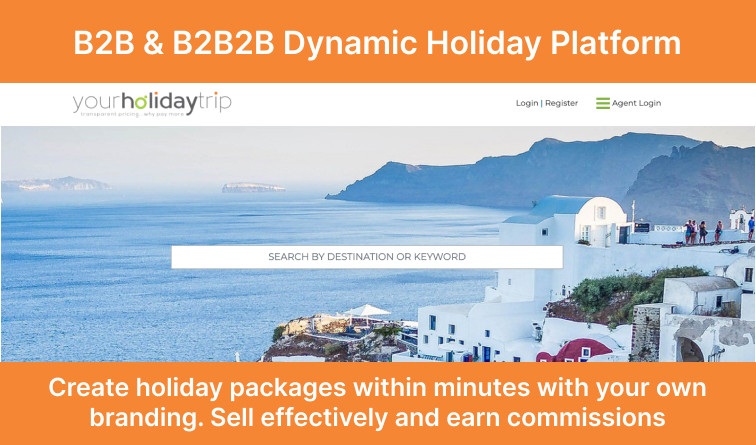 B2B & B2B2B Dynamic Holiday Platform
yourholidaytrip
transparent pricing...why pay more
Login | Register
Agent Login
SEARCH BY DESTINATION OR KEYWORD
Create holiday packages within minutes with your own
branding. Sell effectively and earn commissions